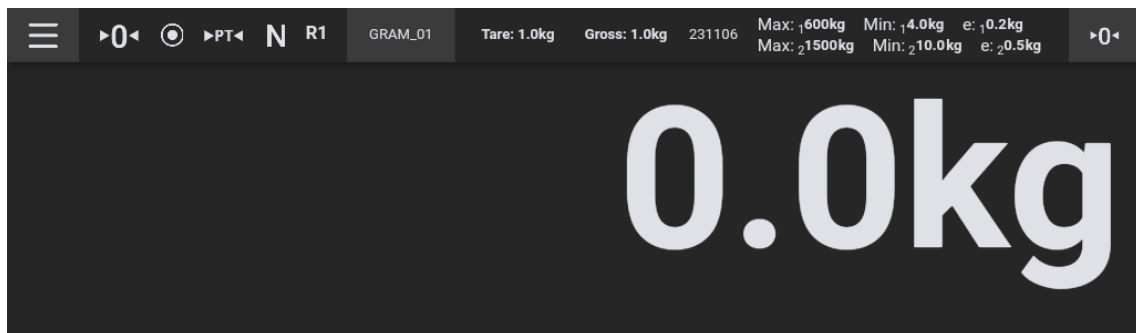 ▸0◂ PT N R1 GRAM_01 Tare: 1.0kg Gross: 1.0kg 231106 Max: ₁600kg Min: ₁4.0kg e: ₁0.2kg ▸0◂
Max: ₂1500kg Min: ₂10.0kg e: ₂0.5kg
0.0kg